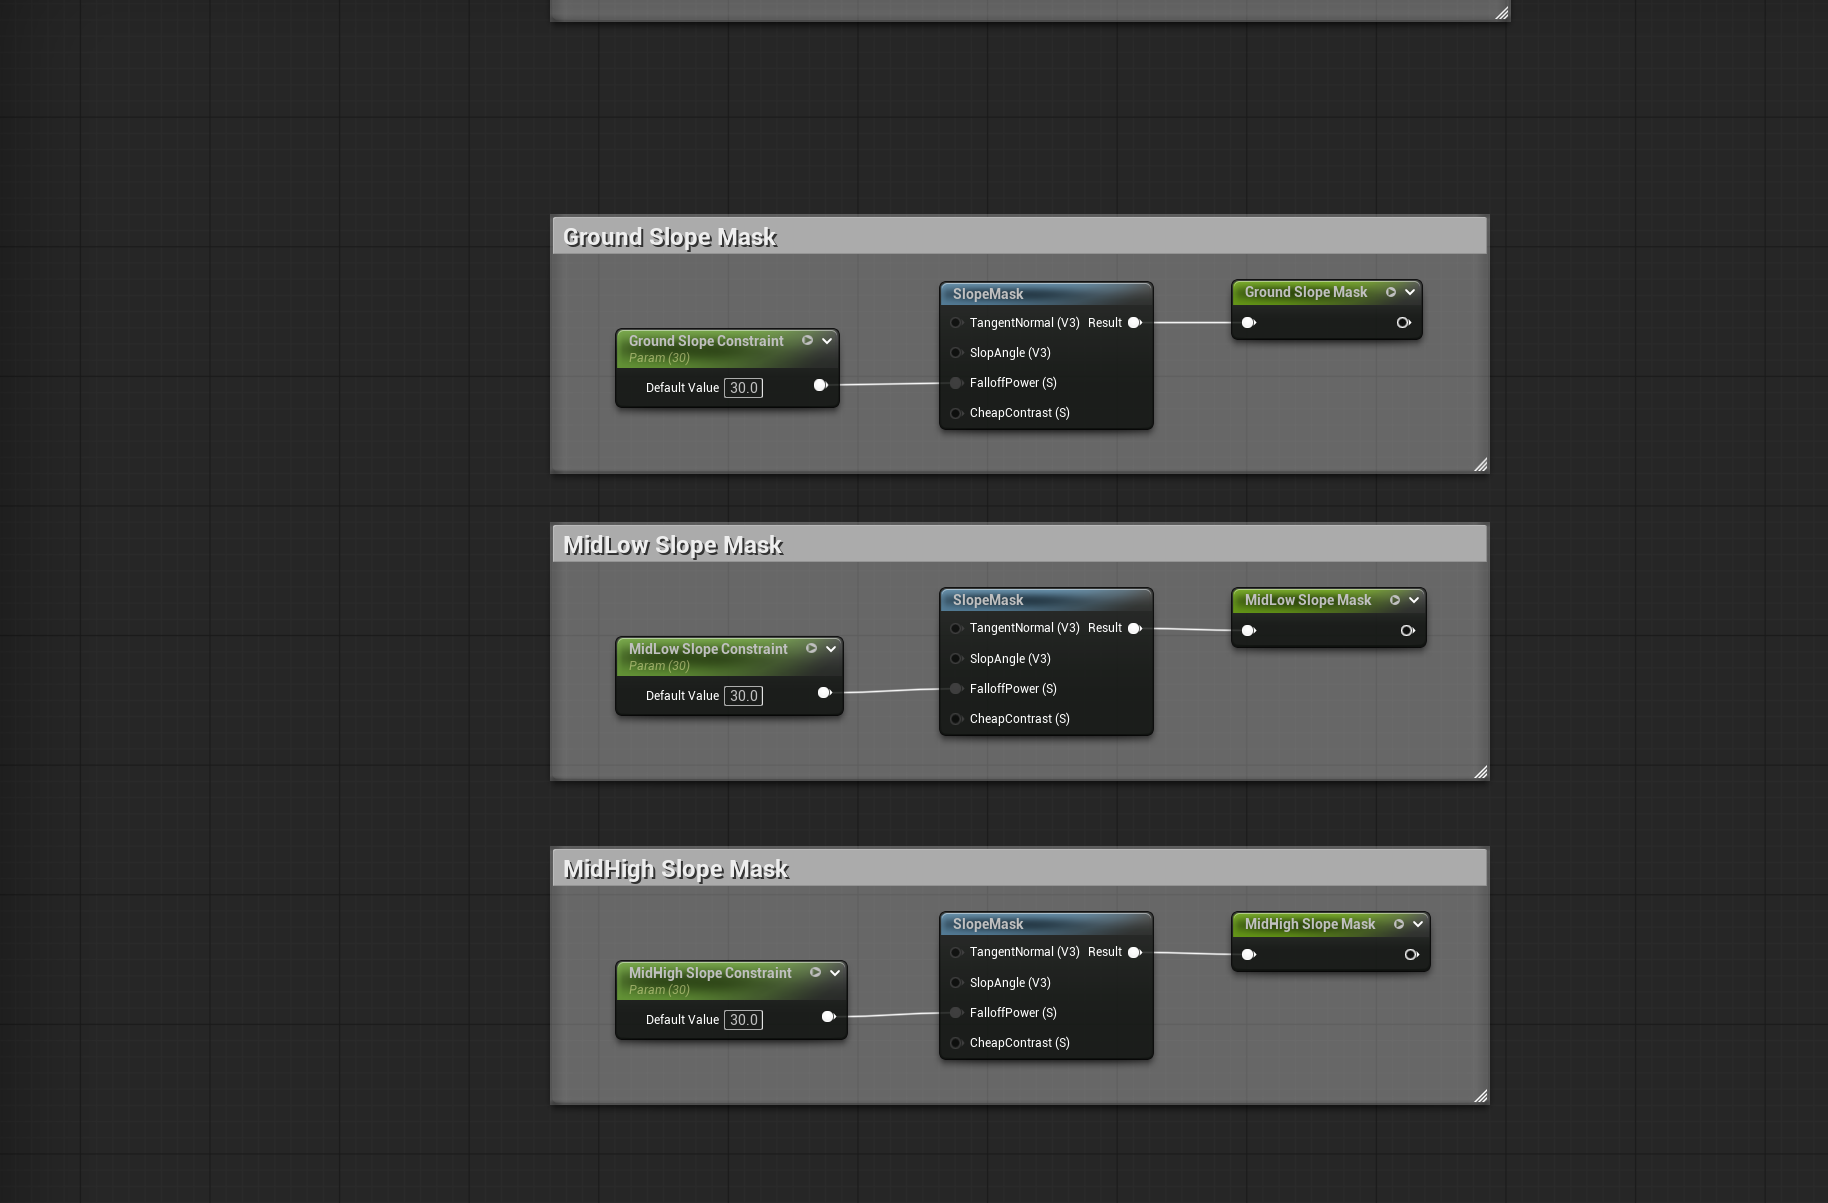 Ground Slope Mask
SlopeMask
Ground Slope Mask
TangentNormal (V3) Result
Ground Slope Constraint
Param (30)
SlopAngle (V3)
Default Value 30.0
FalloffPower (S)
CheapContrast (S)
MidLow Slope Mask
SlopeMask
MidLow Slope Mask
TangentNormal (V3) Result
MidLow Slope Constraint
Param (30)
SlopAngle (V3)
Default Value 30.0
FalloffPower (S)
CheapContrast (S)
MidHigh Slope Mask
SlopeMask
MidHigh Slope Mask
TangentNormal (V3) Result
MidHigh Slope Constraint
Param (30)
SlopAngle (V3)
Default Value 30.0
FalloffPower (S)
CheapContrast (S)